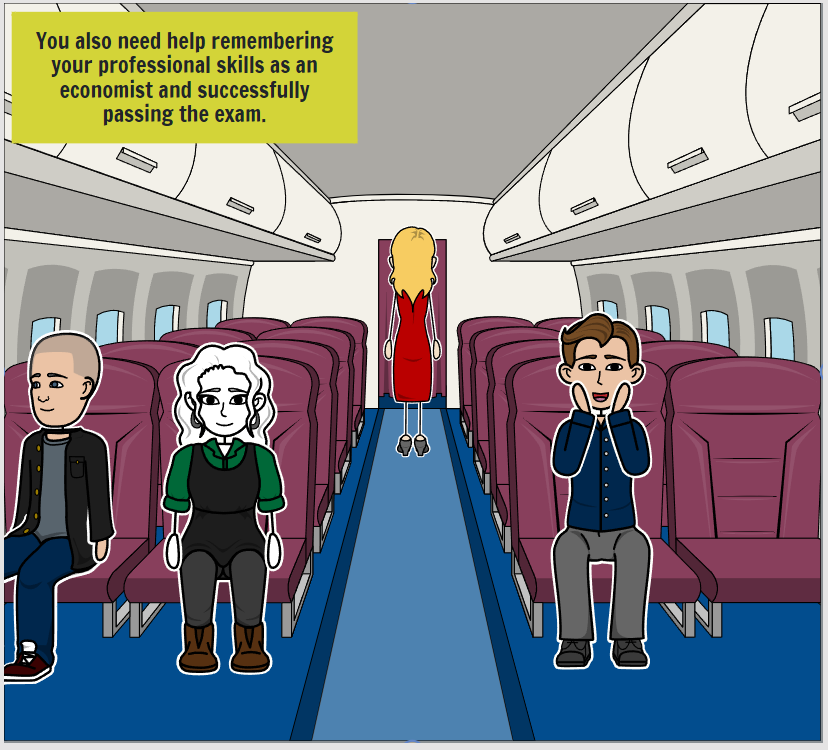 You also need help remembering
your professional skills as an
economist and successfully
passing the exam.